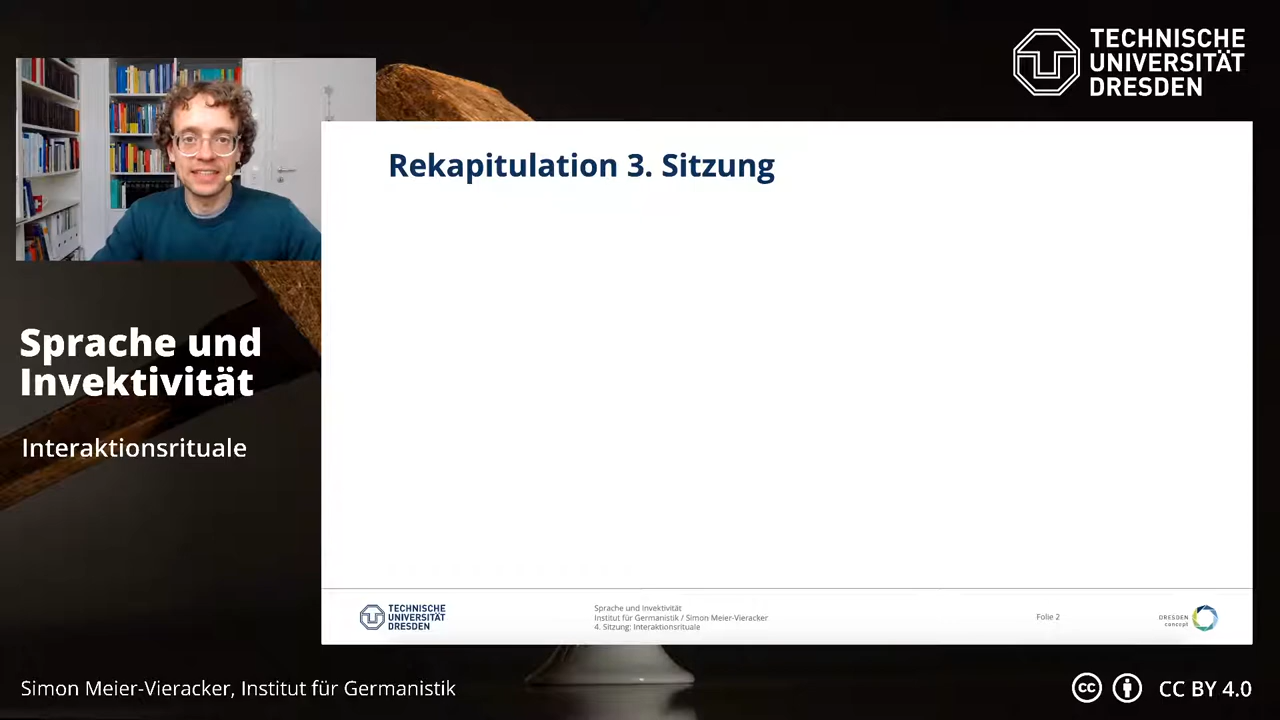 TECHNISCHE
UNIVERSITÄT
DRESDEN
Rekapitulation 3. Sitzung
Sprache und
Invektivität
Interaktionsrituale
TECHNISCHE
UNIVERSITÄT
DRESDEN
Sprache und Invektivität
Institut für Germanistik / Simon Meier-Vieracker
4. Sitzung: Interaktionsrituale
Folie 2
DRESDEN
concept
Simon Meier-Vieracker, Institut für Germanistik
cc
CC BY 4.0